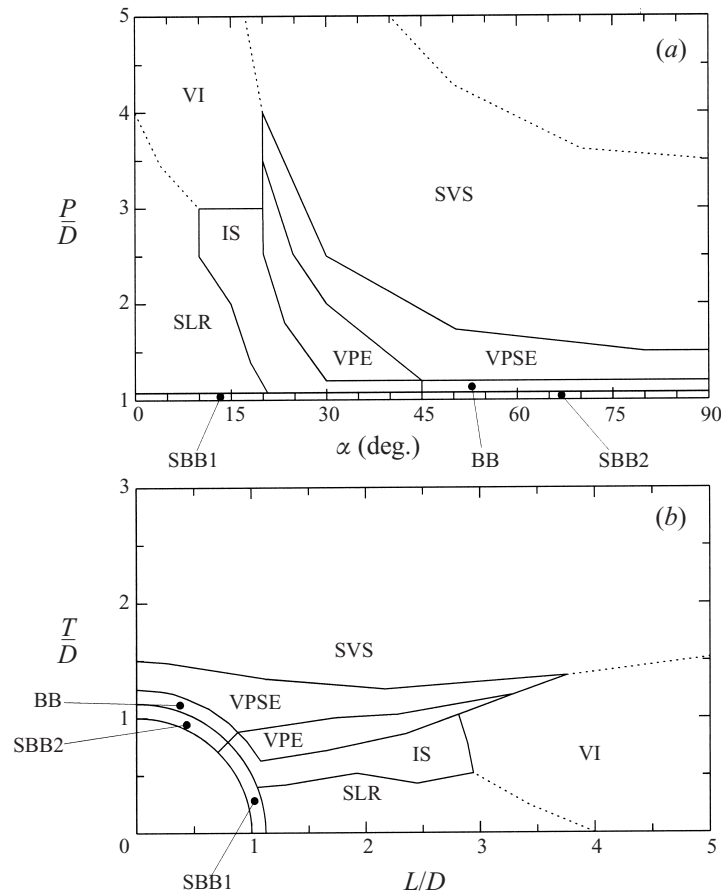 5
(a)
VI
4
SVS
P
D
3
IS
2
SLR
VPE
VPSE
1
0
15
30
45
60
75
90
SBB1
α (deg.)
BB
SBB2
3
(b)
2
T
D
SVS
BB
VPSE
1
SBB2
VPE
IS
VI
SLR
0
0
1
2
3
4
5
SBB1
L/D